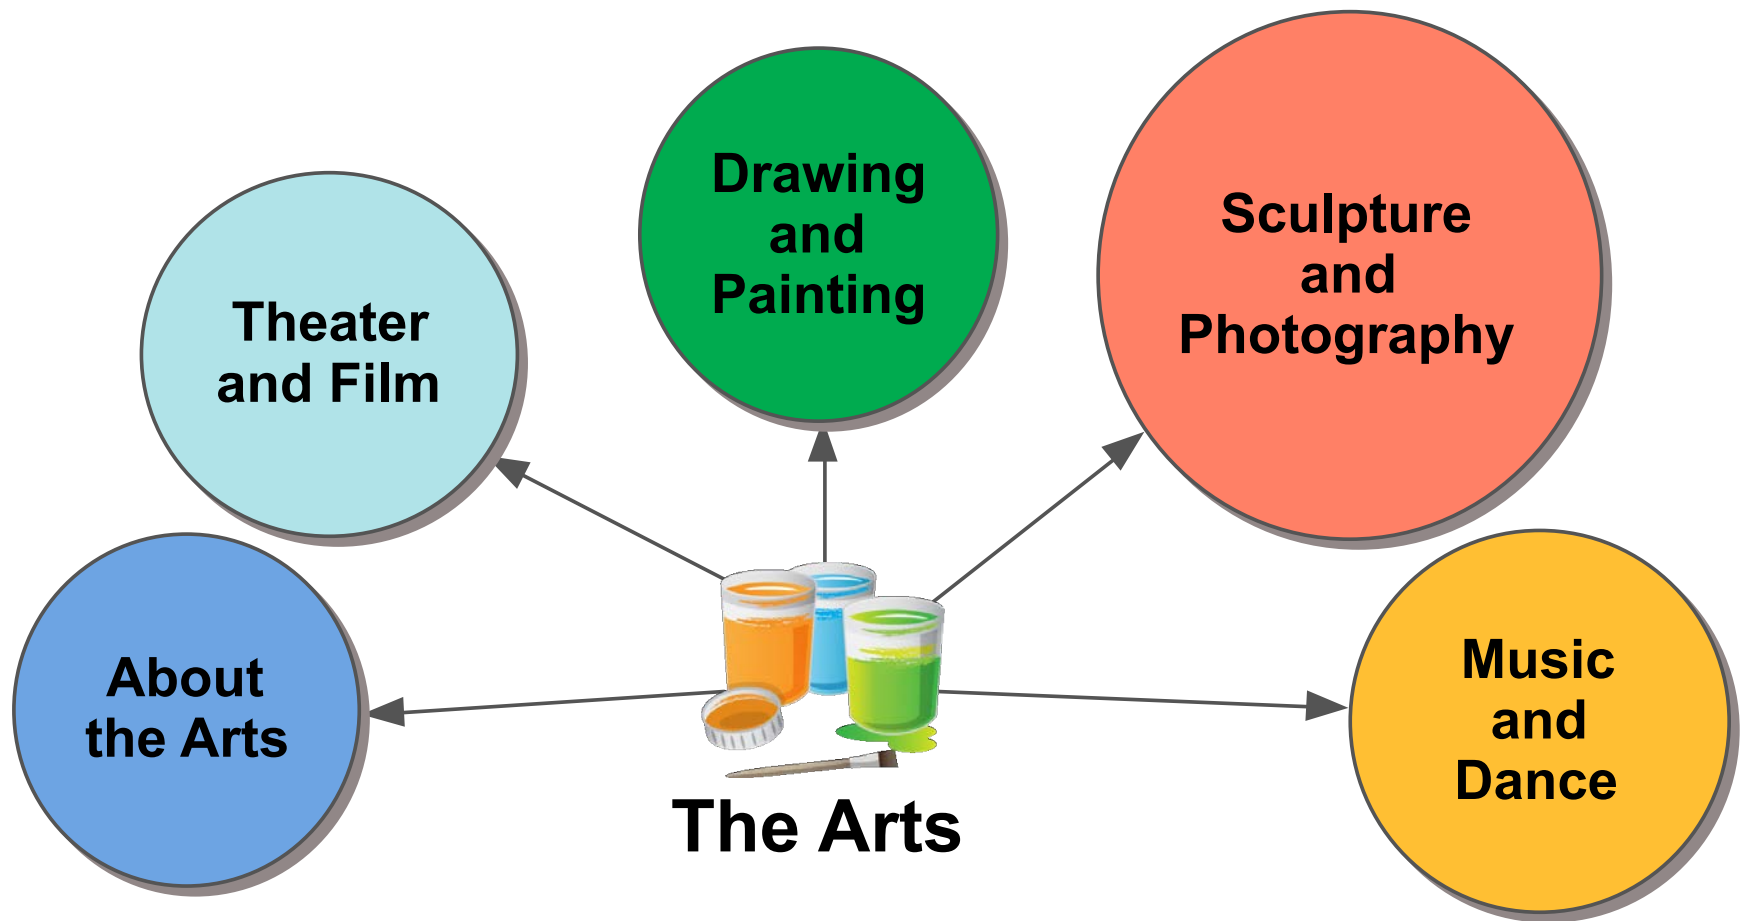 Drawing
and
Painting
Sculpture
and
Photography
Theater
and Film
About
the Arts
Music
and
Dance
The Arts